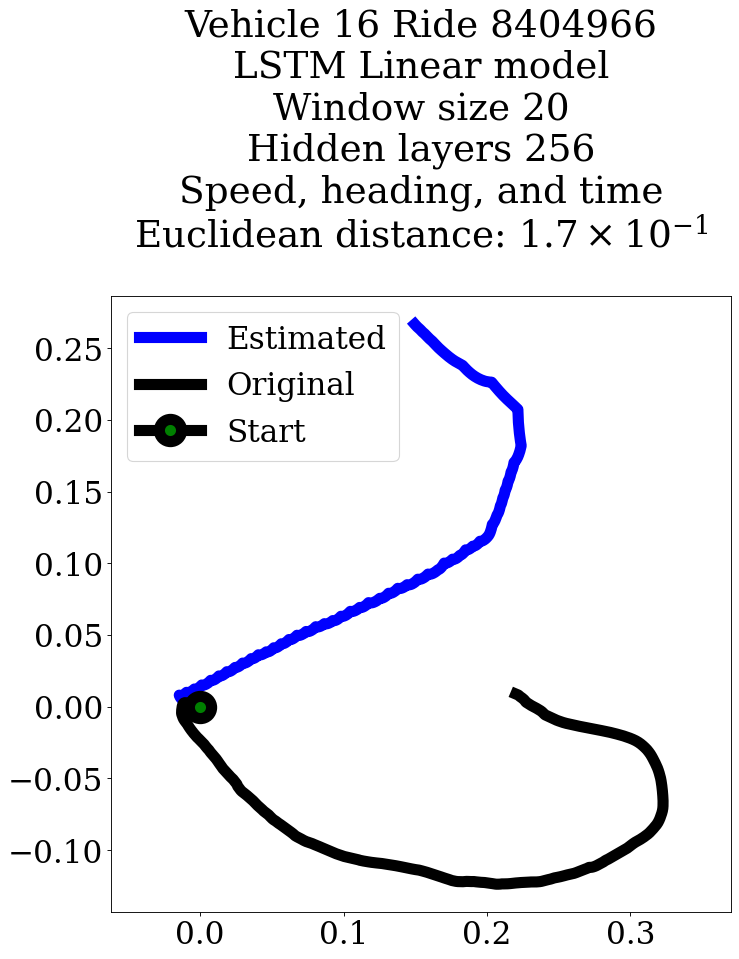 Vehicle 16 Ride 8404966
LSTM Linear model
Window size 20
Hidden layers 256
Speed, heading, and time
Euclidean distance: 1.7 × 10⁻¹
Estimated
Original
Start
0.25
0.20
0.15
0.10
0.05
0.00
−0.05
−0.10
0.0 0.1 0.2 0.3